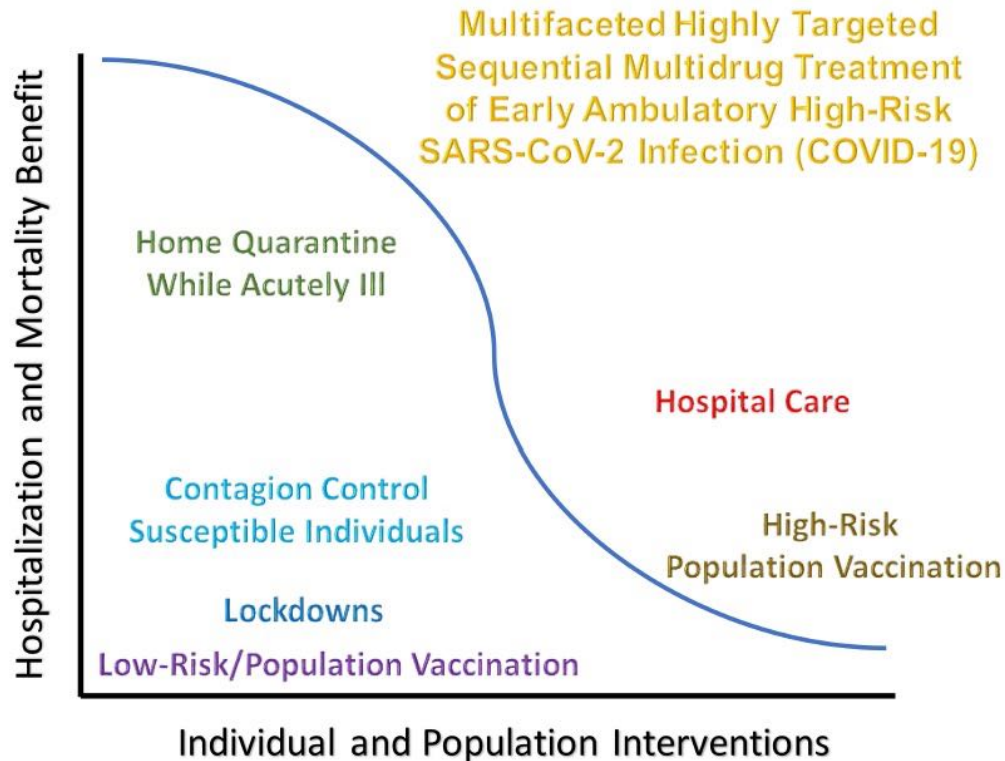 Multifaceted Highly Targeted
Sequential Multidrug Treatment
of Early Ambulatory High-Risk
SARS-CoV-2 Infection (COVID-19)
Hospitalization and Mortality Benefit
Home Quarantine
While Acutely Ill
Hospital Care
Contagion Control
Susceptible Individuals
High-Risk
Population Vaccination
Lockdowns
Low-Risk/Population Vaccination
Individual and Population Interventions